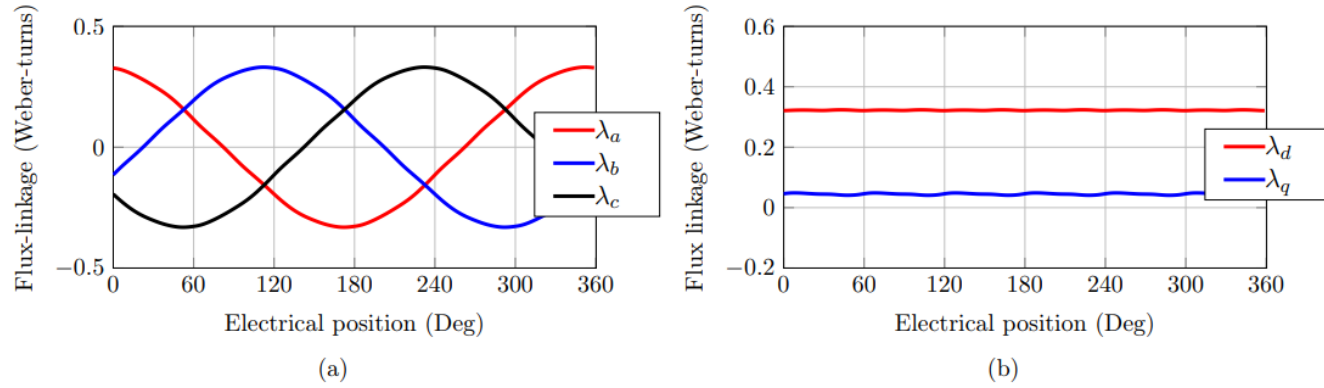 Flux-linkage (Weber-turns)
0.5
0
−0.5
0 60 120 180 240 300 360
Electrical position (Deg)
λa
λb
λc
(a)
Flux linkage (Weber-turns)
0.6
0.4
0.2
0
−0.2
0 60 120 180 240 300 360
Electrical position (Deg)
λd
λq
(b)